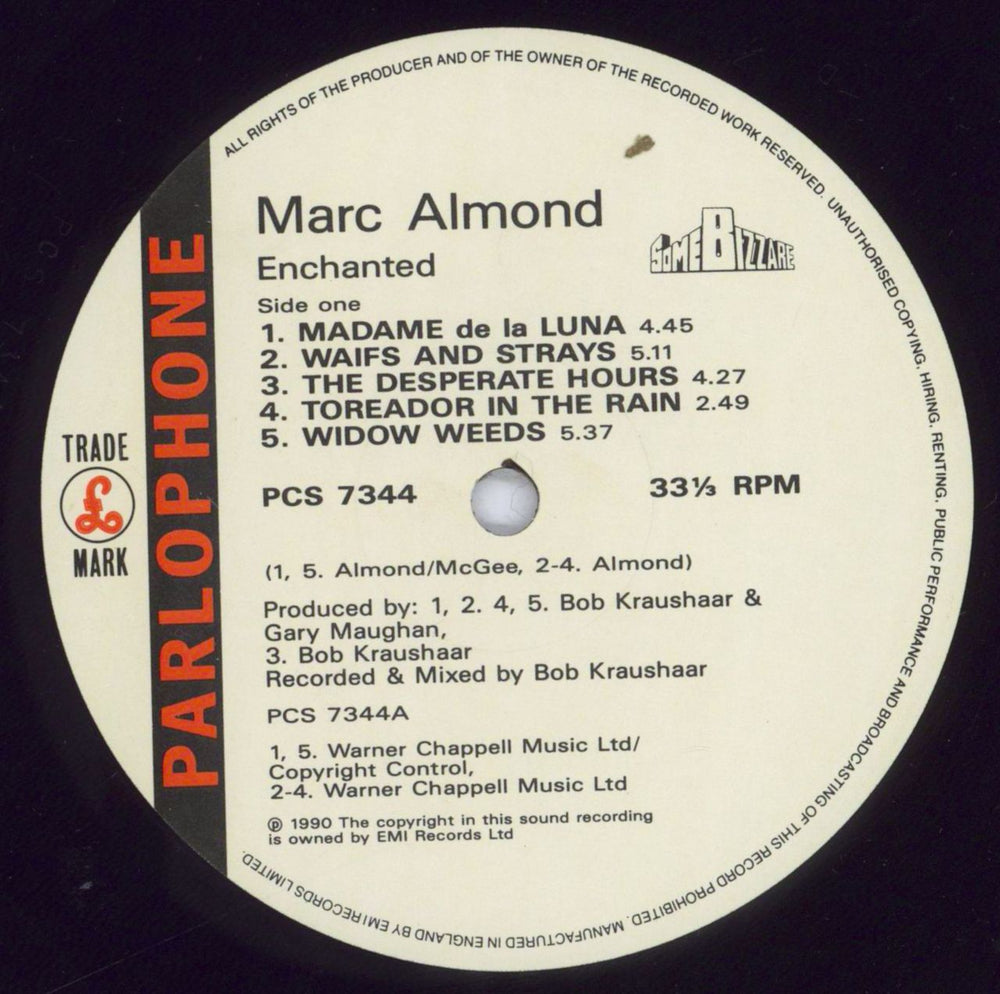 ALL RIGHTS OF THE PRODUCER AND OF THE OWNER OF THE RECORDED WORK RESERVED. UNAUTHORISED COPYING, HIRING, RENTING, PUBLIC PERFORMANCE AND BROADCASTING OF THIS RECORD PROHIBITED. MANUFACTURED IN ENGLAND BY EMI RECORDS LIMITED.
PARLOPHONE
TRADE
£
MARK
Marc Almond
SOME BIZZARE
Enchanted
Side one
1. MADAME de la LUNA 4.45
2. WAIFS AND STRAYS 5.11
3. THE DESPERATE HOURS 4.27
4. TOREADOR IN THE RAIN 2.49
5. WIDOW WEEDS 5.37
PCS 7344 33⅓ RPM
(1, 5. Almond/McGee, 2-4. Almond)
Produced by: 1, 2. 4, 5. Bob Kraushaar &
Gary Maughan,
3. Bob Kraushaar
Recorded & Mixed by Bob Kraushaar
PCS 7344A
1, 5. Warner Chappell Music Ltd/
Copyright Control,
2-4. Warner Chappell Music Ltd
℗ 1990 The copyright in this sound recording
is owned by EMI Records Ltd